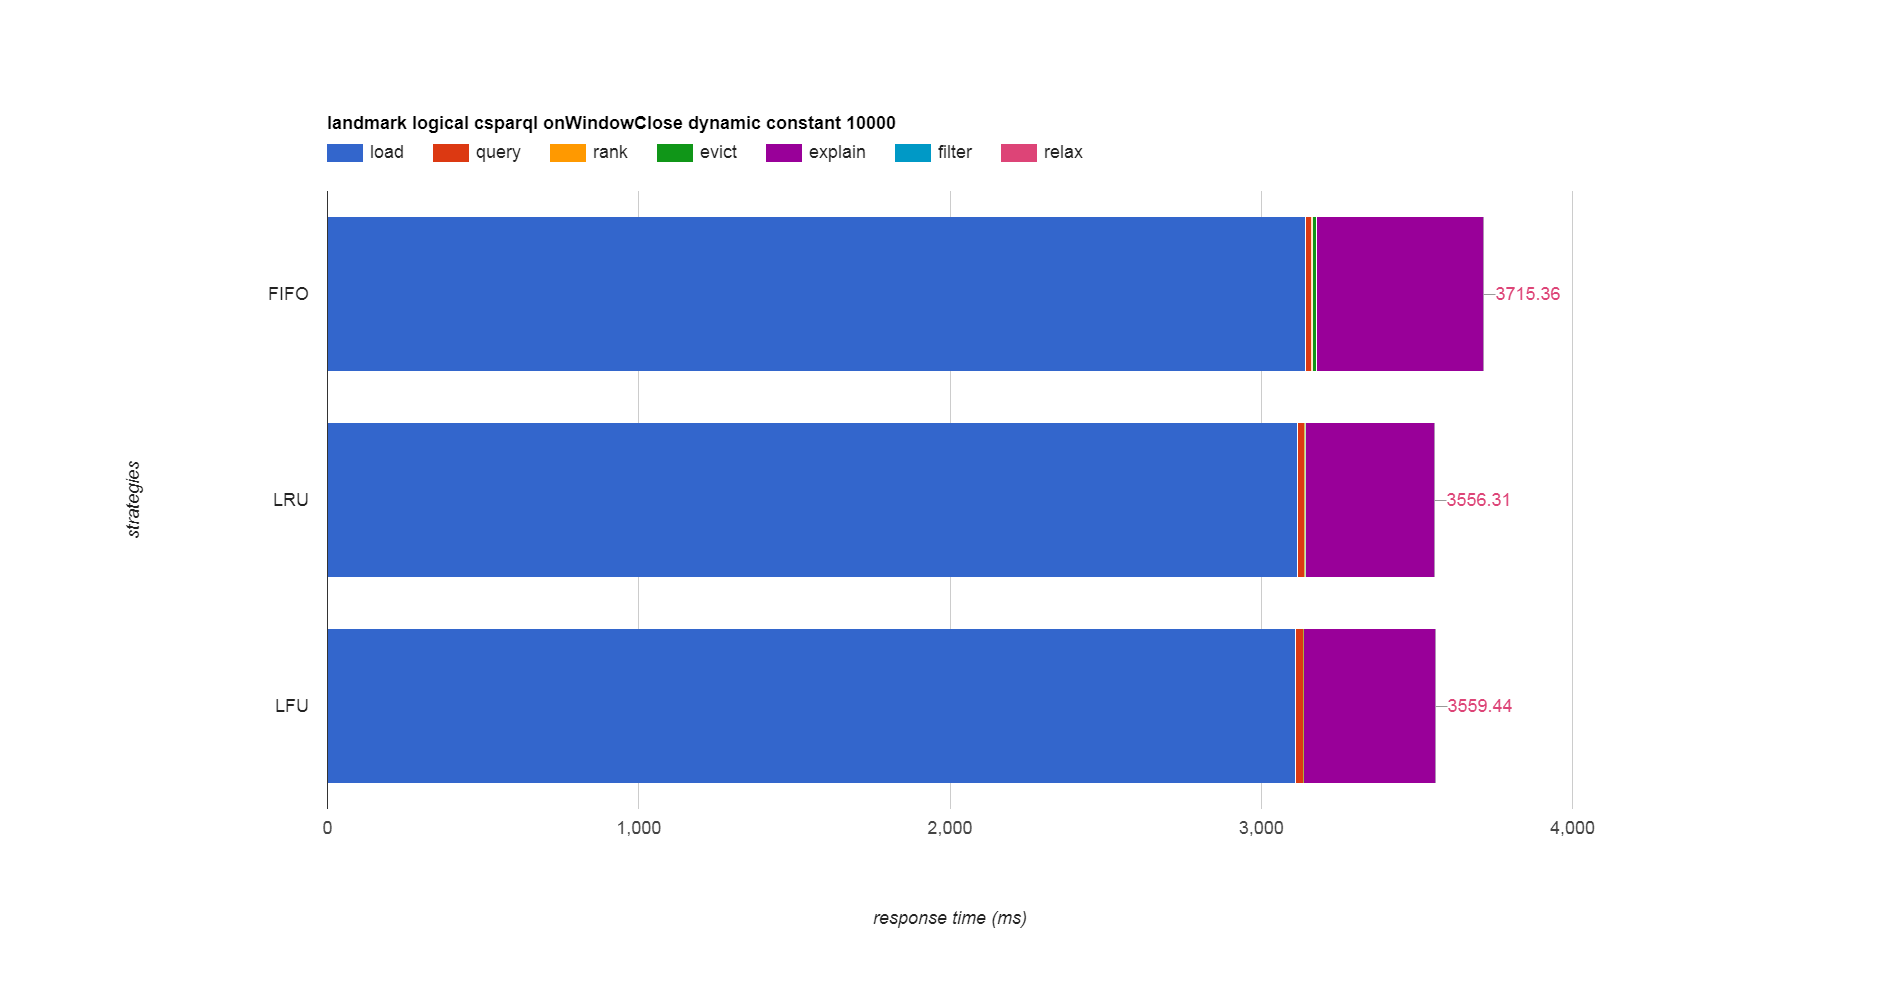 landmark logical csparql onWindowClose dynamic constant 10000
load query rank evict explain filter relax
FIFO
3715.36
LRU
3556.31
LFU
3559.44
strategies
0 1,000 2,000 3,000 4,000
response time (ms)